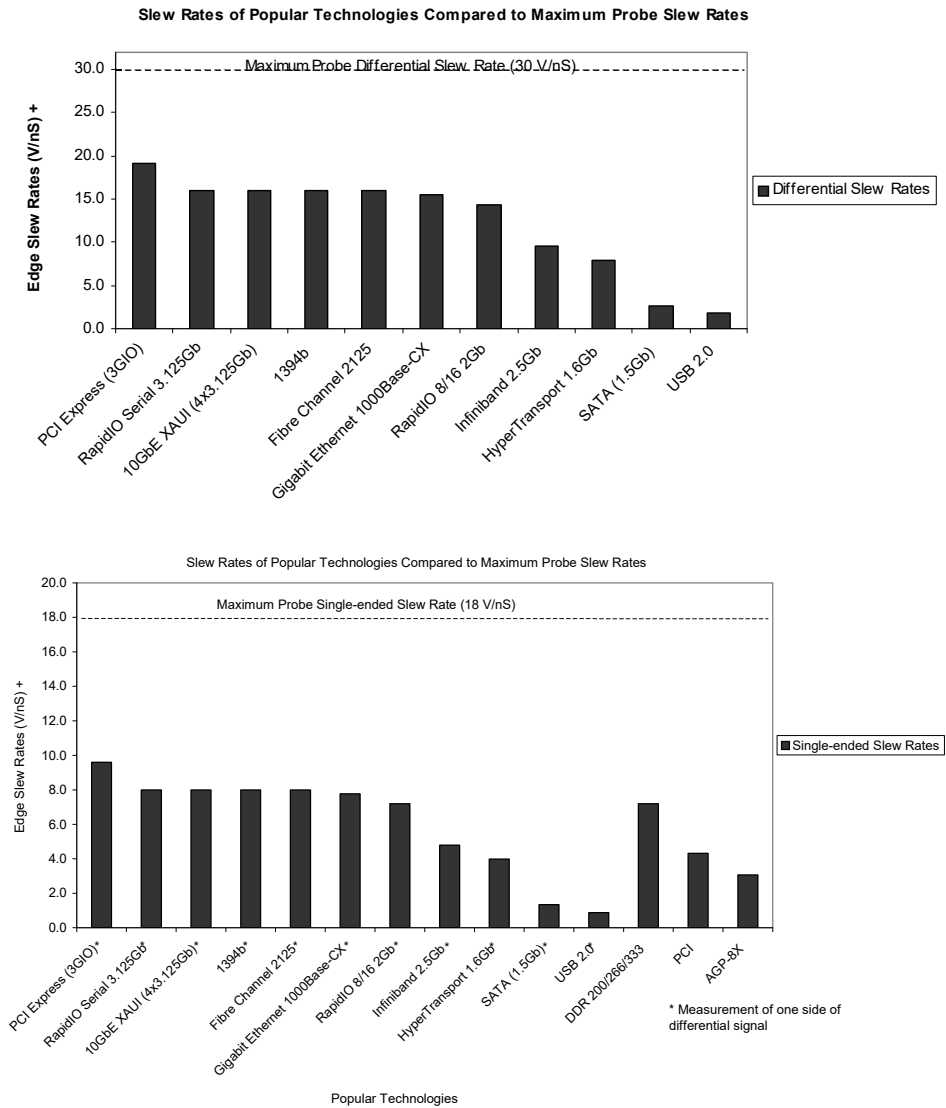 Slew Rates of Popular Technologies Compared to Maximum Probe Slew Rates
Maximum Probe Differential Slew Rate (30 V/nS)
30.0
25.0
20.0
15.0
10.0
5.0
0.0
Edge Slew Rates (V/nS) +
Differential Slew Rates
PCI Express (3GIO)
RapidIO Serial 3.125Gb
10GbE XAUI (4x3.125Gb)
1394b
Fibre Channel 2125
Gigabit Ethernet 1000Base-CX
RapidIO 8/16 2Gb
Infiniband 2.5Gb
HyperTransport 1.6Gb
SATA (1.5Gb)
USB 2.0
Slew Rates of Popular Technologies Compared to Maximum Probe Slew Rates
20.0
Maximum Probe Single-ended Slew Rate (18 V/nS)
18.0
16.0
14.0
12.0
10.0
8.0
6.0
4.0
2.0
0.0
Edge Slew Rates (V/nS) +
Single-ended Slew Rates
PCI Express (3GIO)*
RapidIO Serial 3.125Gb*
10GbE XAUI (4x3.125Gb)*
1394b*
Fibre Channel 2125*
Gigabit Ethernet 1000Base-CX*
RapidIO 8/16 2Gb*
Infiniband 2.5Gb*
HyperTransport 1.6Gb*
SATA (1.5Gb)*
USB 2.0*
DDR 200/266/333
PCI
AGP-8X
* Measurement of one side of
differential signal
Popular Technologies